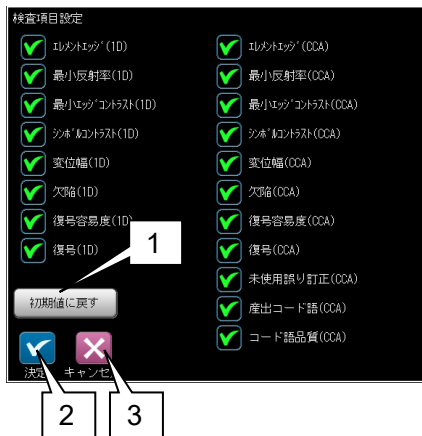 検査項目設定
ｴﾚﾒﾝﾄｴｯｼﾞ(1D)
最小反射率(1D)
最小ｴｯｼﾞｺﾝﾄﾗｽﾄ(1D)
ｼﾝﾎﾞﾙｺﾝﾄﾗｽﾄ(1D)
変位幅(1D)
欠陥(1D)
復号容易度(1D
復号(1D)
ｴﾚﾒﾝﾄｴｯｼﾞ(CCA)
最小反射率(CCA)
最小ｴｯｼﾞｺﾝﾄﾗｽﾄ(CCA)
ｼﾝﾎﾞﾙｺﾝﾄﾗｽﾄ(CCA)
変位幅(CCA)
欠陥(CCA)
復号容易度(CCA)
復号(CCA)
未使用誤り訂正(CCA)
産出コード語(CCA)
コード語品質(CCA)
1
初期値に戻す
決定 キャンセ
2 3